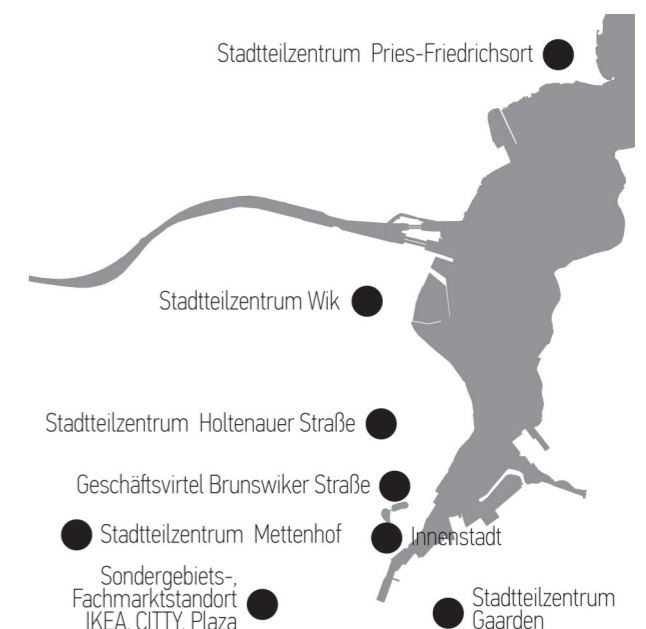 Stadtteilzentrum Pries-Friedrichsort
Stadtteilzentrum Wik
Stadtteilzentrum Holtenauer Straße
Geschäftsvirtel Brunswiker Straße
Stadtteilzentrum Mettenhof
Innenstadt
Sondergebiets-,
Fachmarktstandort
IKEA, CITTY, Plaza
Stadtteilzentrum
Gaarden